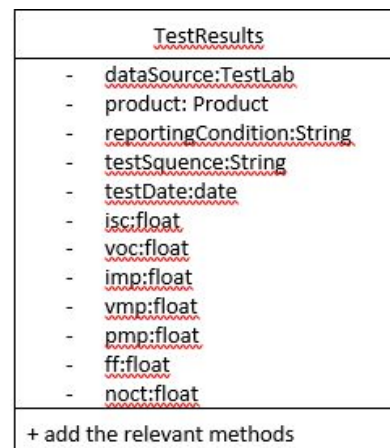 TestResults
- dataSource:TestLab
- product: Product
- reportingCondition:String
- testSquence:String
- testDate:date
- isc:float
- voc:float
- imp:float
- vmp:float
- pmp:float
- ff:float
- noct:float
+ add the relevant methods